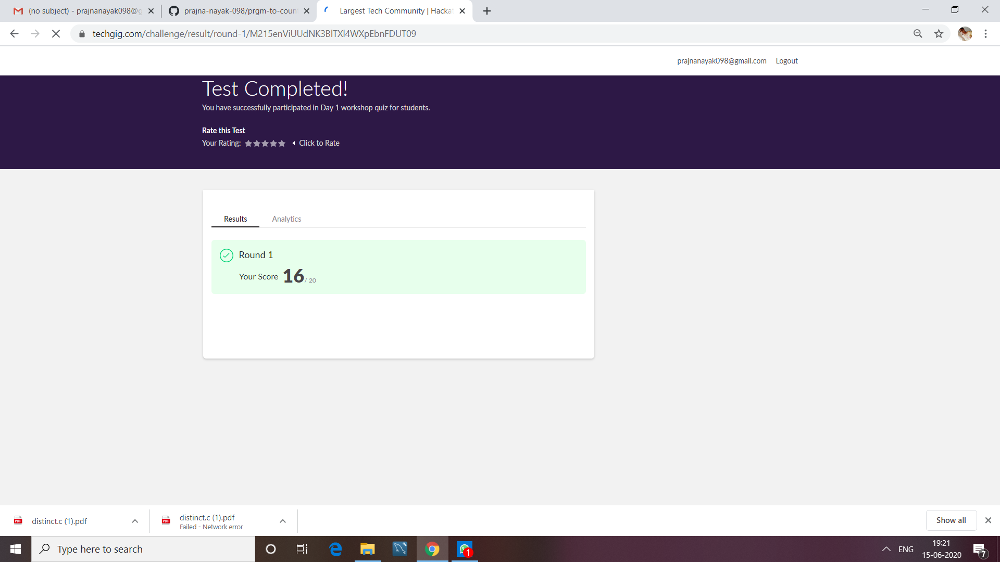 (no subject) - prajnanayak098@g
prajna-nayak-098/prgm-to-coun
Largest Tech Community | Hacka
techgig.com/challenge/result/round-1/M215enViUUdNK3BlTXl4WXpEbnFDUT09
prajnanayak098@gmail.com Logout
Test Completed!
You have successfully participated in Day 1 workshop quiz for students.
Rate this Test
Your Rating: Click to Rate
Results Analytics
Round 1
Your Score 16 / 20
distinct.c (1).pdf
distinct.c (1).pdf
Failed - Network error
Show all
Type here to search
1
ENG
19:21
15-06-2020
7